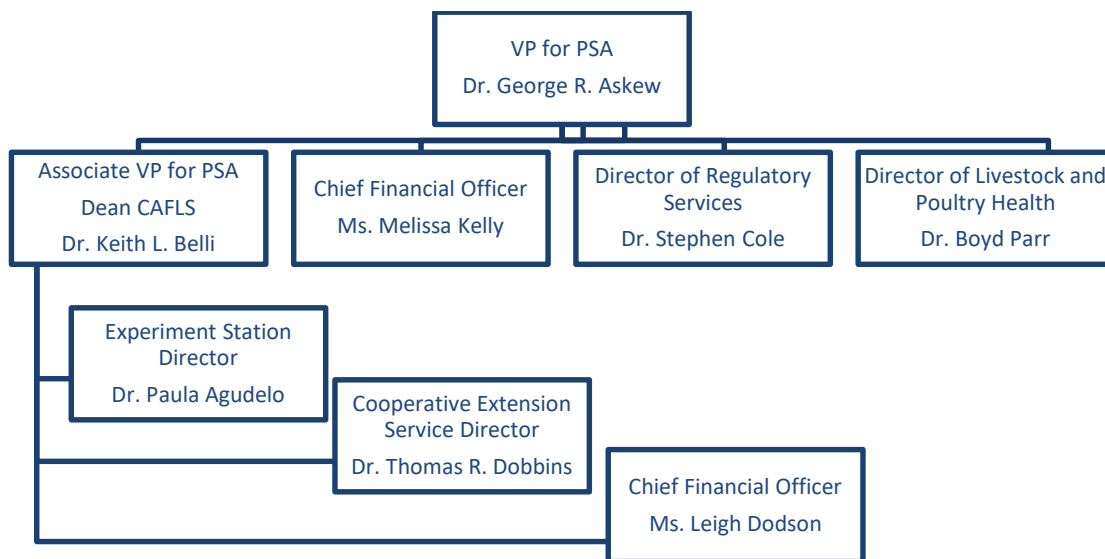 VP for PSA
Dr. George R. Askew
Associate VP for PSA
Dean CAFLS
Dr. Keith L. Belli
Chief Financial Officer
Ms. Melissa Kelly
Director of Regulatory
Services
Dr. Stephen Cole
Director of Livestock and
Poultry Health
Dr. Boyd Parr
Experiment Station
Director
Dr. Paula Agudelo
Cooperative Extension
Service Director
Dr. Thomas R. Dobbins
Chief Financial Officer
Ms. Leigh Dodson